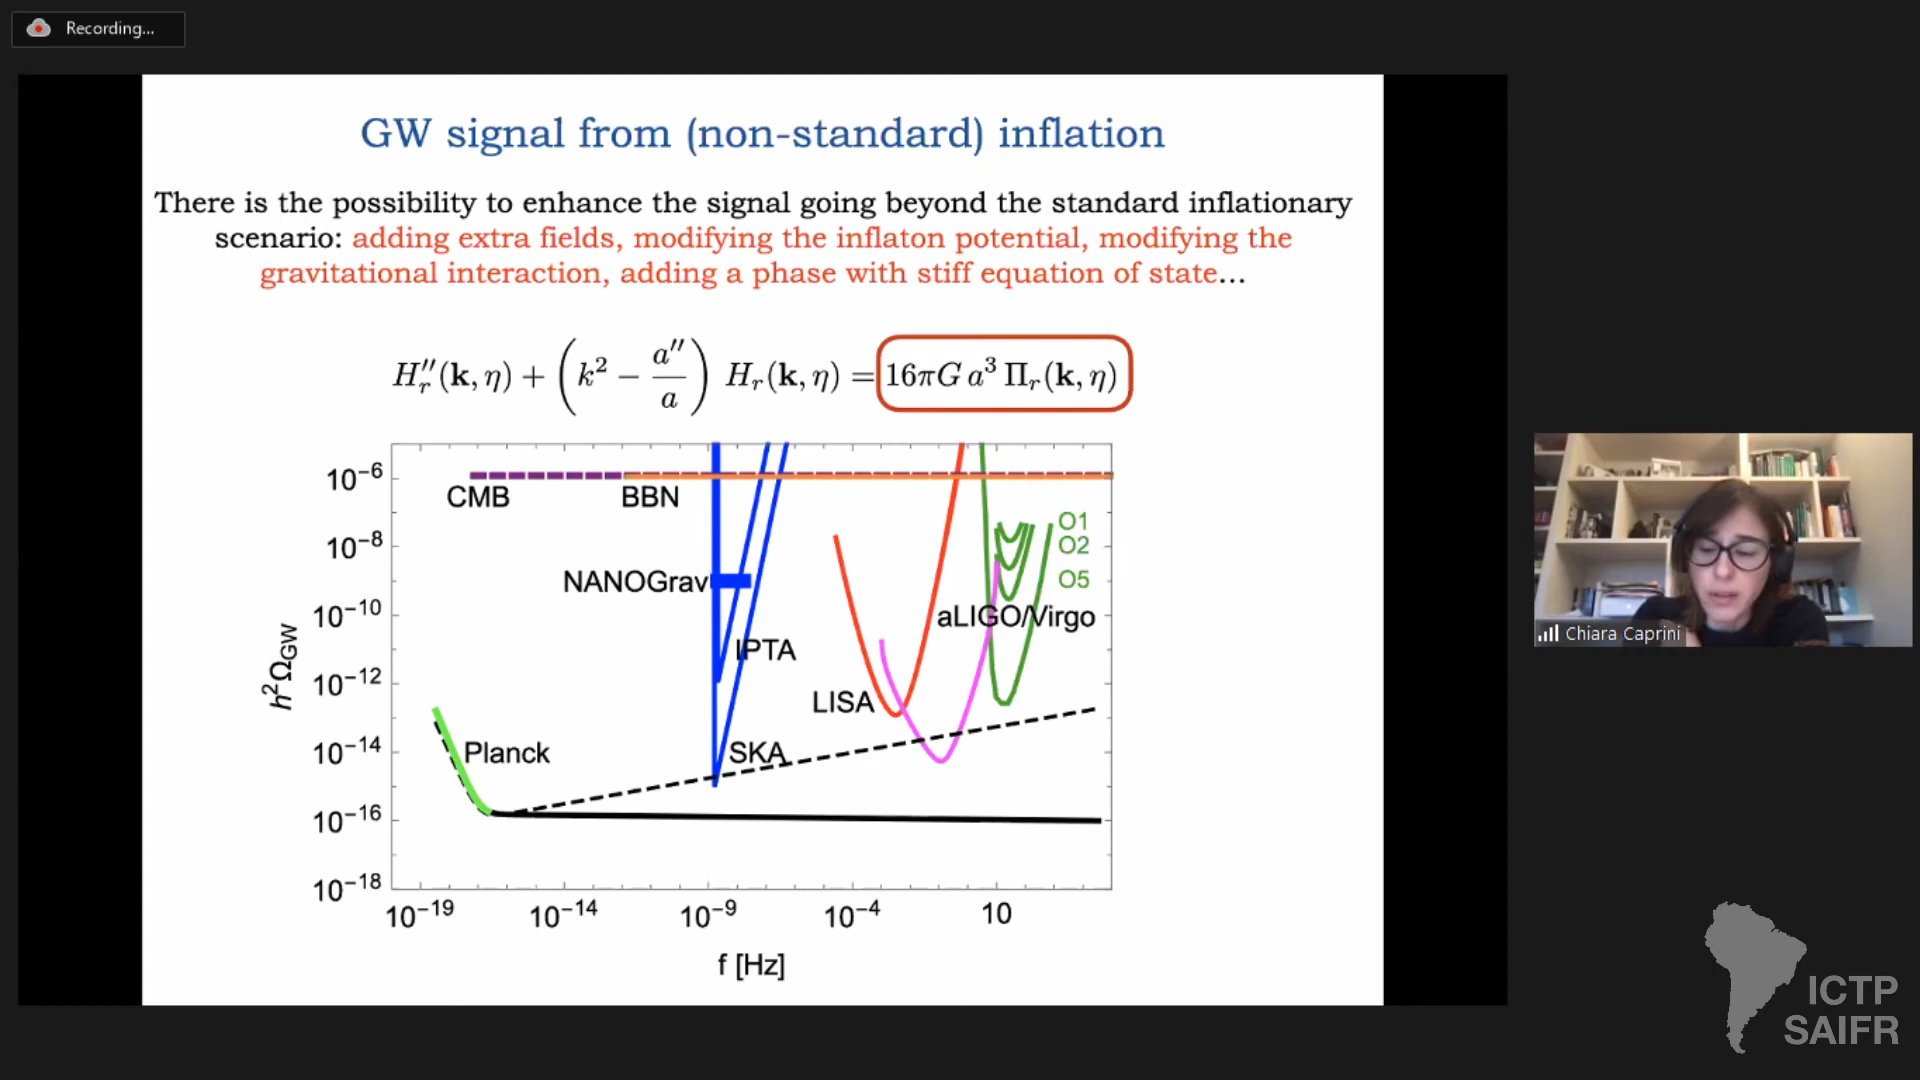 Recording...
GW signal from (non-standard) inflation
There is the possibility to enhance the signal going beyond the standard inflationary
scenario: adding extra fields, modifying the inflaton potential, modifying the
gravitational interaction, adding a phase with stiff equation of state…
H''_r(k, η) + (k² − a''/a) H_r(k, η) = 16πG a³ Π_r(k, η)
10⁻⁶
CMB
BBN
O1
10⁻⁸
O2
NANOGrav
O5
10⁻¹⁰
aLIGO/Virgo
IPTA
h²Ω_GW
10⁻¹²
LISA
10⁻¹⁴
Planck
SKA
10⁻¹⁶
10⁻¹⁸
10⁻¹⁹ 10⁻¹⁴ 10⁻⁹ 10⁻⁴ 10
f [Hz]
Chiara Caprini
ICTP
SAIFR